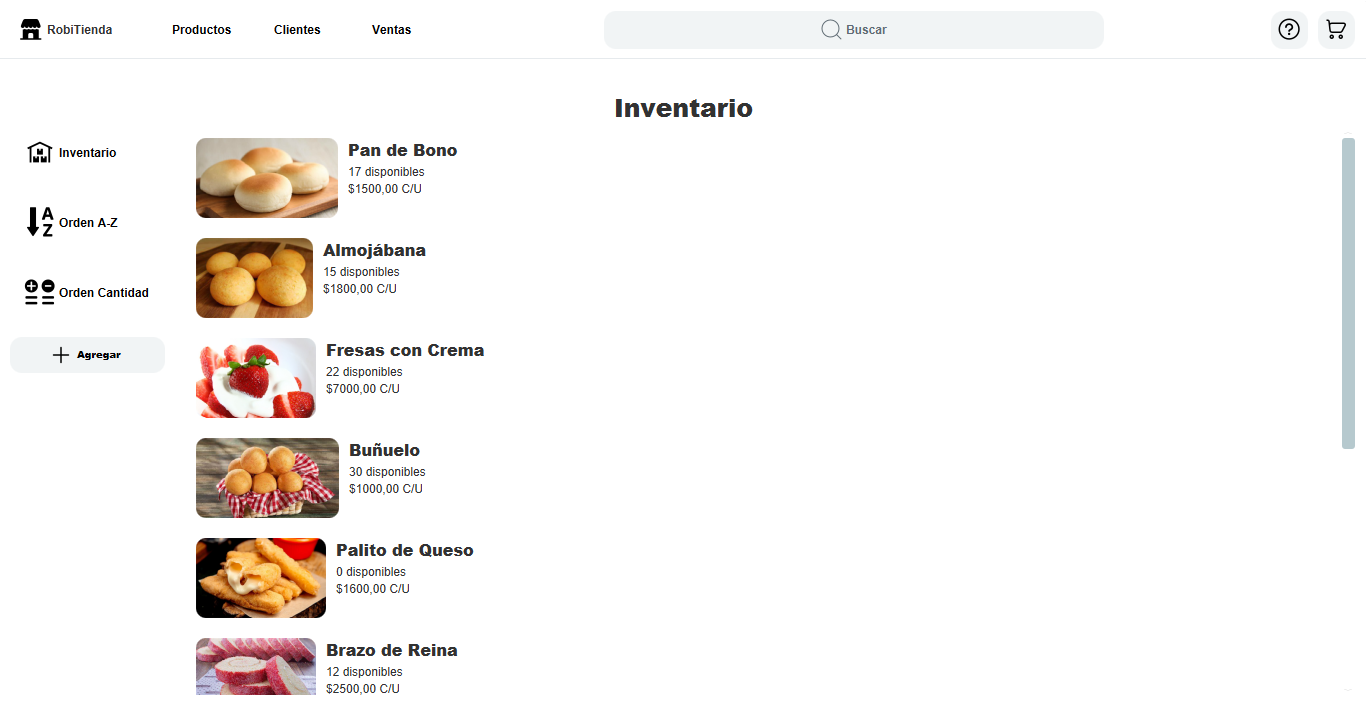 RobiTienda
Productos
Clientes
Ventas
Buscar
Inventario
Inventario
Orden A-Z
Orden Cantidad
Agregar
Pan de Bono
17 disponibles
$1500,00 C/U
Almojábana
15 disponibles
$1800,00 C/U
Fresas con Crema
22 disponibles
$7000,00 C/U
Buñuelo
30 disponibles
$1000,00 C/U
Palito de Queso
0 disponibles
$1600,00 C/U
Brazo de Reina
12 disponibles
$2500,00 C/U